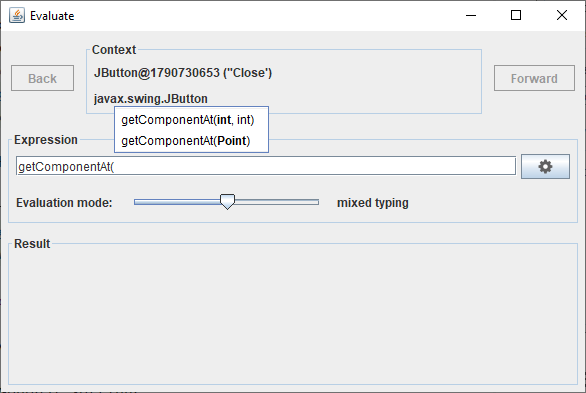 Evaluate
Context
JButton@1790730653 ("Close')
Back
Forward
javax.swing.JButton
getComponentAt(int, int)
getComponentAt(Point)
Expression
getComponentAt(
Evaluation mode:
mixed typing
Result